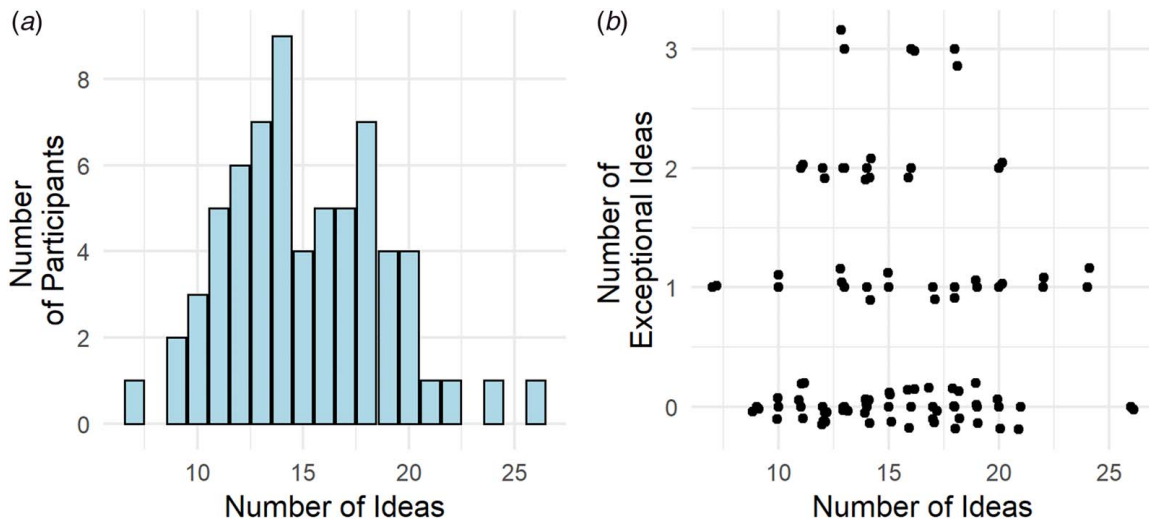 (a)
Number
of Participants
8
6
4
2
0
10 15 20 25
Number of Ideas
(b)
Number of
Exceptional Ideas
3
2
1
0
10 15 20 25
Number of Ideas